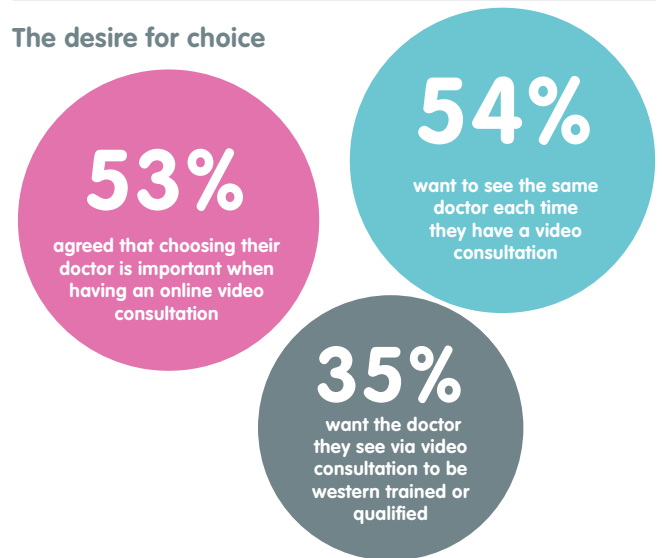 The desire for choice
53%
agreed that choosing their
doctor is important when
having an online video
consultation
54%
want to see the same
doctor each time
they have a video
consultation
35%
want the doctor
they see via video
consultation to be
western trained or
qualified